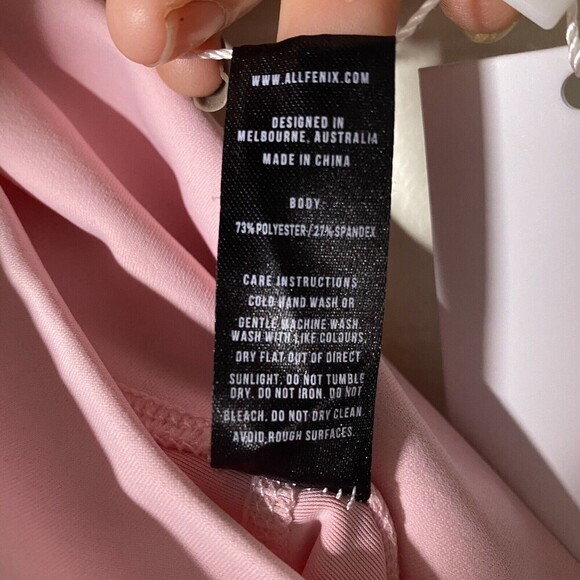 WWW.ALLFENIX.COM
DESIGNED IN
MELBOURNE, AUSTRALIA
MADE IN CHINA
BODY:
73% POLYESTER/27% SPANDEX
CARE INSTRUCTIONS
COLD HAND WASH OR
GENTLE MACHINE WASH.
WASH WITH LIKE COLOURS,
DRY FLAT OUT OF DIRECT
SUNLIGHT. DO NOT TUMBLE
DRY. DO NOT IRON. DO NOT
BLEACH. DO NOT DRY CLEAN.
AVOID ROUGH SURFACES.